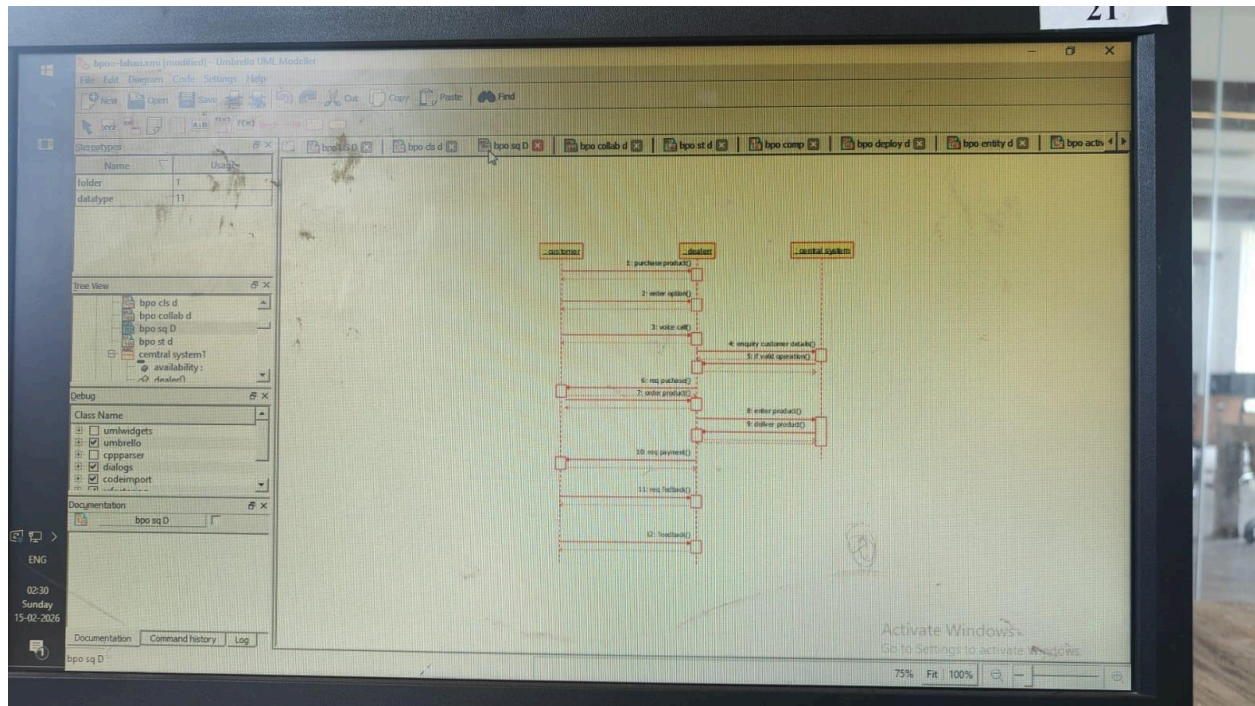 21
bpo--lahari.xmi [modified] - Umbrello UML Modeller
File Edit Diagram Code Settings Help
New Open Save Cut Copy Paste Find
Stereotypes
bpo cls d bpo sq D bpo collab d bpo st d bpo comp bpo deploy d bpo entity d bpo activ
Name Usage
folder 1
datatype 11
Tree View
bpo cls d
bpo collab d
bpo sq D
bpo st d
cemtral system1
availability :
dealer()
Debug
Class Name
umlwidgets
umbrello
cppparser
dialogs
codeimport
Documentation
bpo sq D
Documentation Command history Log
bpo sq D
: customer
: dealerr
: central system
1: purchase product()
2: enter option()
3: voice call()
4: enquiry customer details()
5: if valid operation()
6: req puchase()
7: order product()
8: enter product()
9: deliver product()
10: req payment()
11: req fedback()
12: feedback()
ENG
02:30
Sunday
15-02-2026
Activate Windows
Go to Settings to activate Windows.
75% Fit 100%